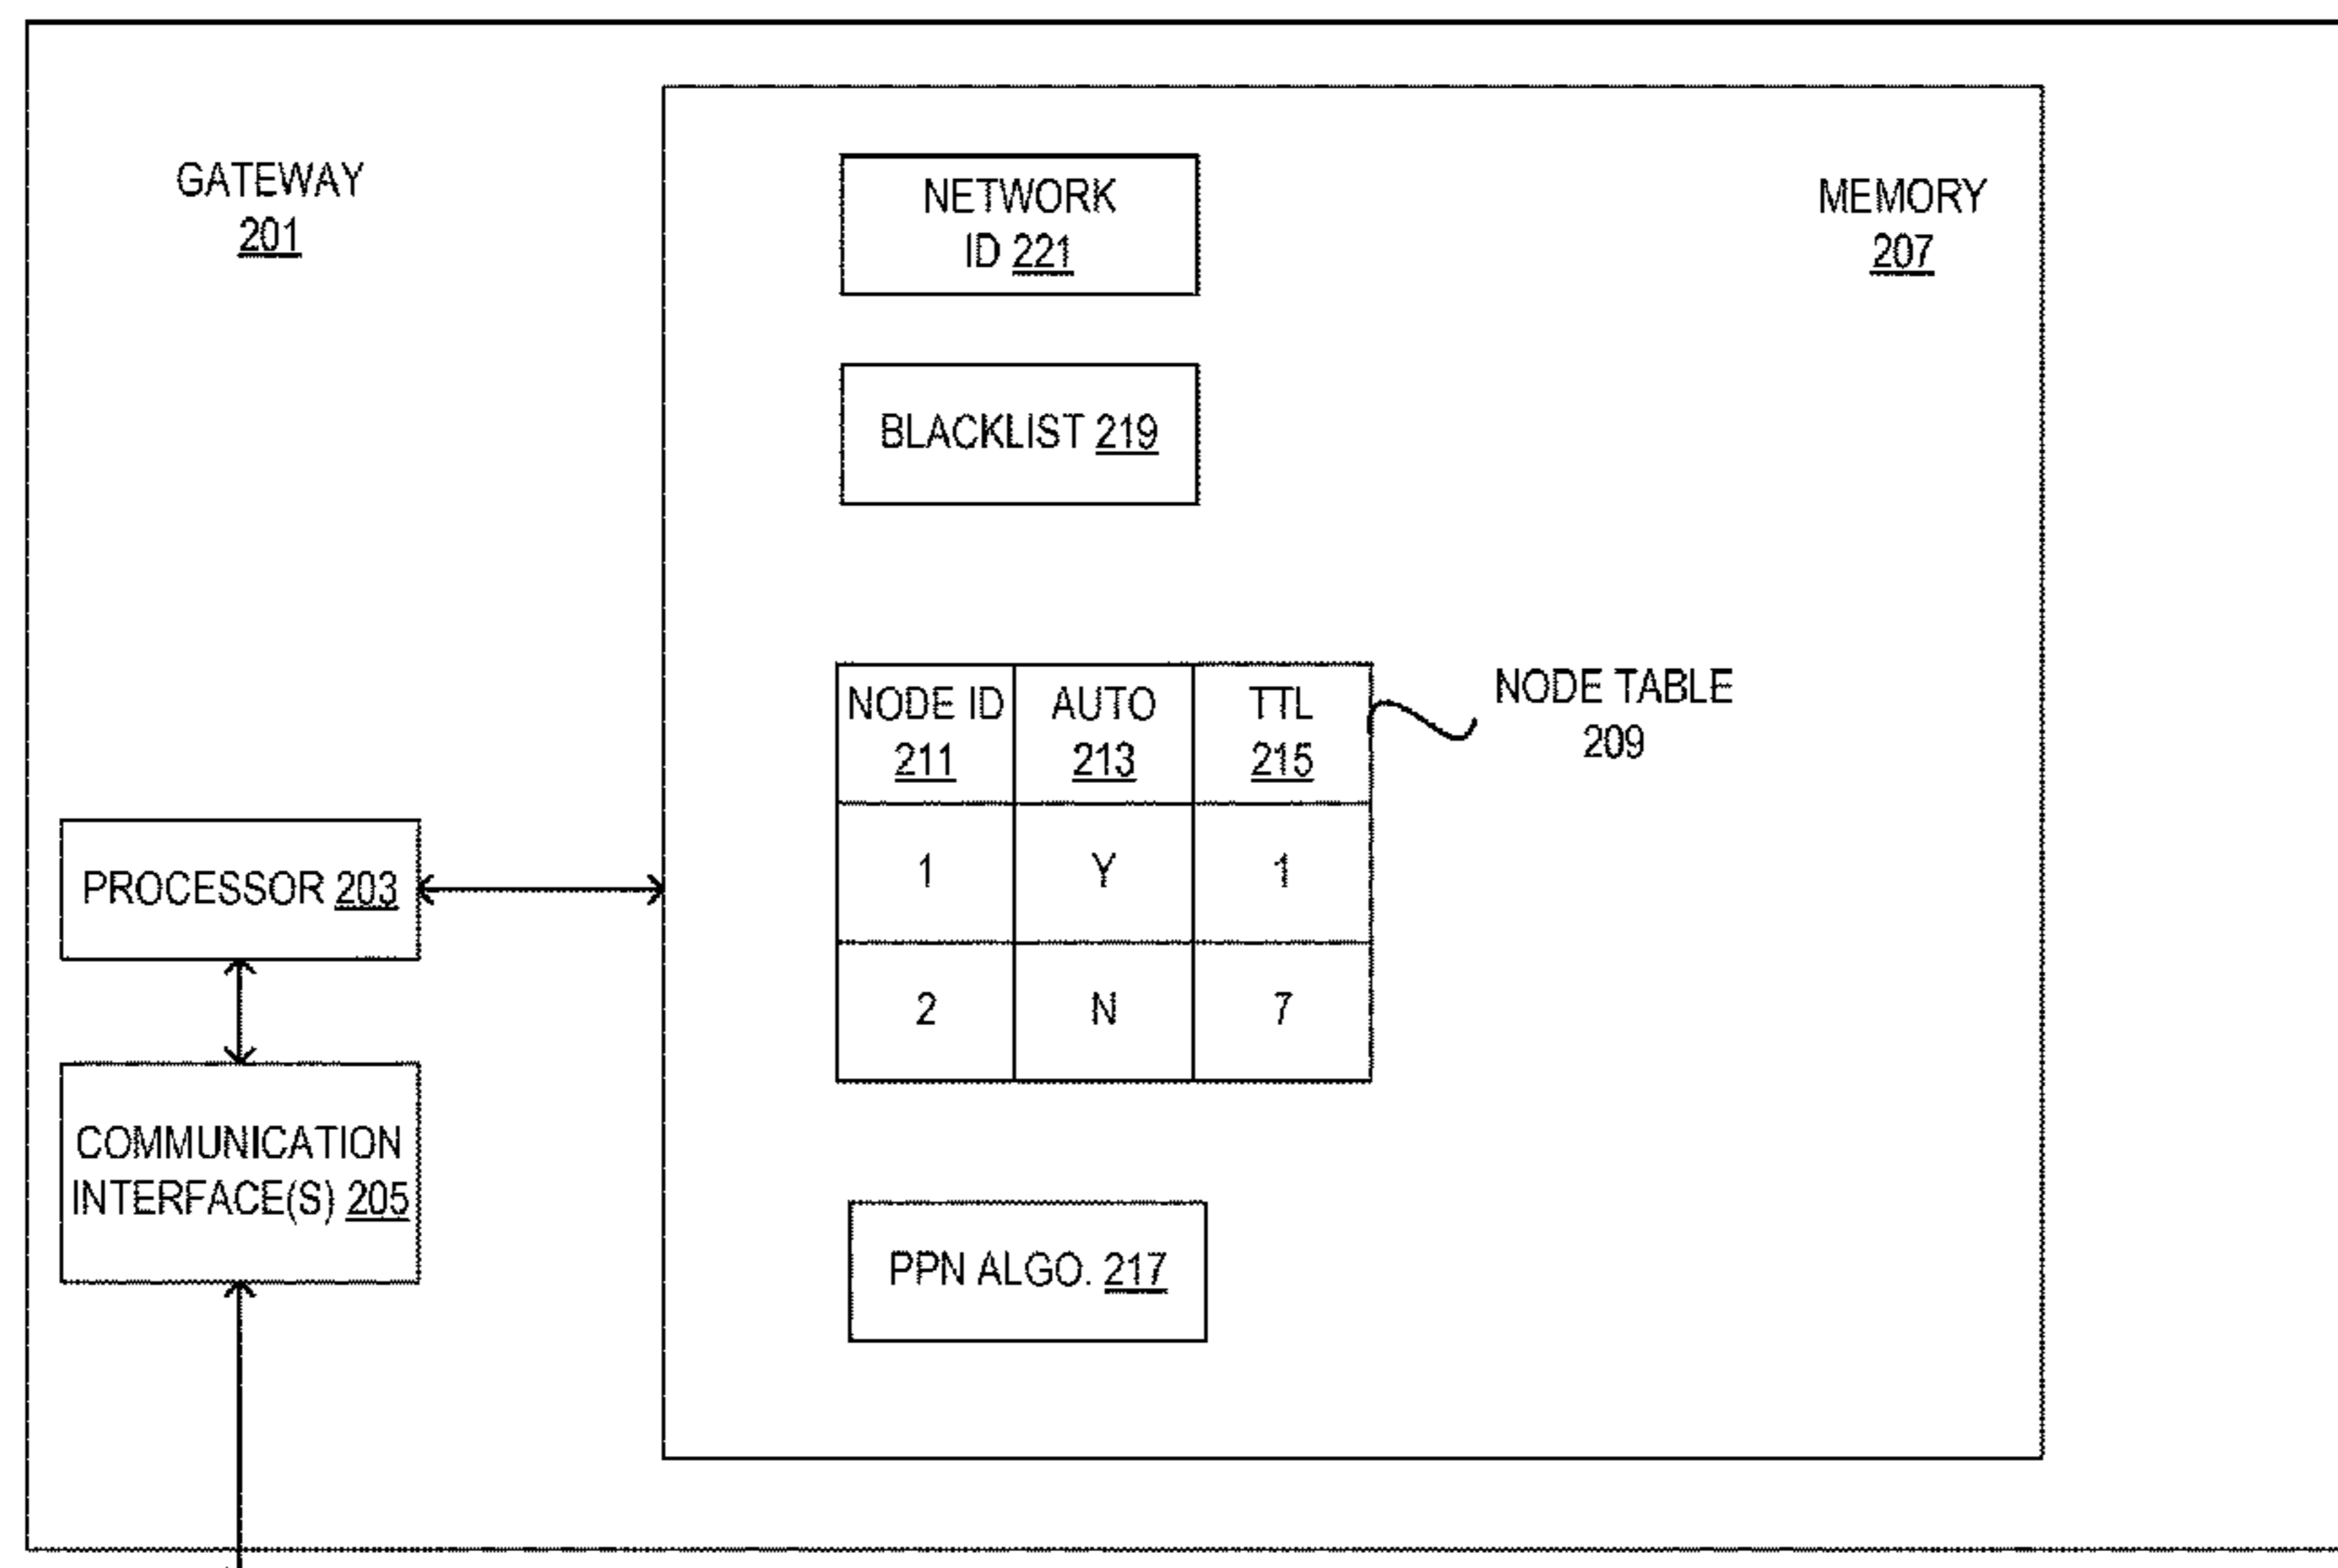 GATEWAY
201
NETWORK
ID 221
MEMORY
207
BLACKLIST 219
NODE ID AUTO TTL
211 213 215
1 Y 1
2 N 7
NODE TABLE
209
PROCESSOR 203
COMMUNICATION
INTERFACE(S) 205
PPN ALGO. 217